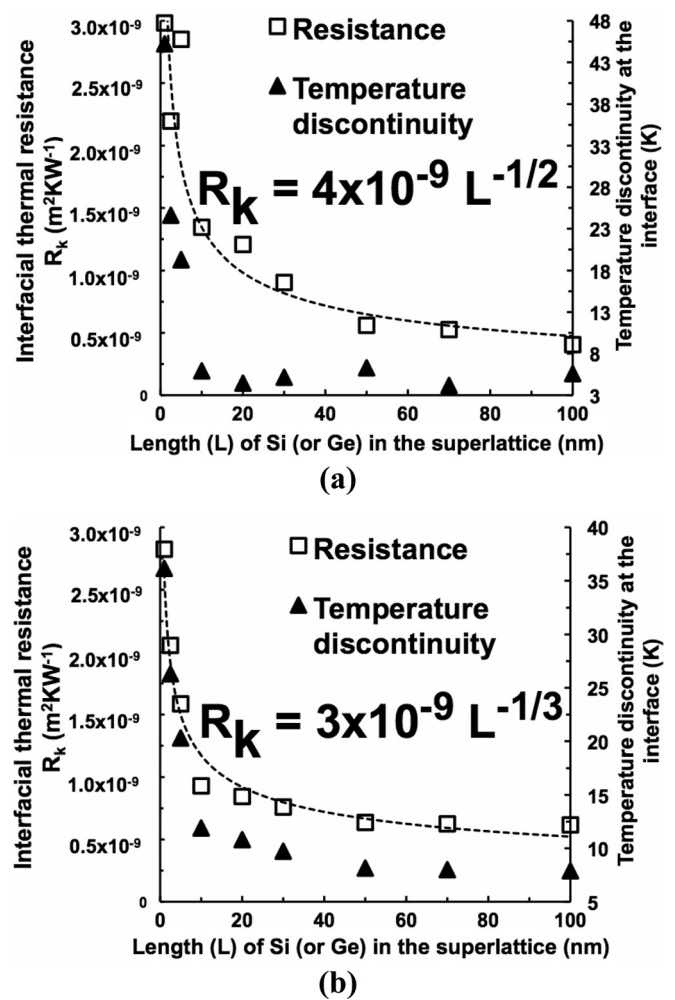 Interfacial thermal resistance
Rk (m²KW⁻¹)
3.0x10⁻⁹
2.5x10⁻⁹
2.0x10⁻⁹
1.5x10⁻⁹
1.0x10⁻⁹
0.5x10⁻⁹
0
Resistance
Temperature
discontinuity
Rk = 4x10⁻⁹ L⁻¹/²
48
43
38
33
28
23
18
13
8
3
Temperature discontinuity at the
interface (K)
0 20 40 60 80 100
Length (L) of Si (or Ge) in the superlattice (nm)
(a)
Interfacial thermal resistance
Rk (m²KW⁻¹)
3.0x10⁻⁹
2.5x10⁻⁹
2.0x10⁻⁹
1.5x10⁻⁹
1.0x10⁻⁹
0.5x10⁻⁹
0
Resistance
Temperature
discontinuity
Rk = 3x10⁻⁹ L⁻¹/³
40
35
30
25
20
15
10
5
Temperature discontinuity at the
interface (K)
0 20 40 60 80 100
Length (L) of Si (or Ge) in the superlattice (nm)
(b)